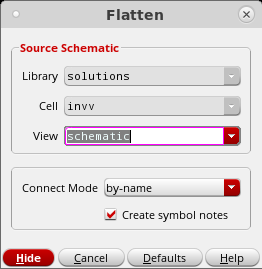 Flatten
Source Schematic
Library solutions
Cell invv
View schematic
Connect Mode by-name
Create symbol notes
Hide Cancel Defaults Help